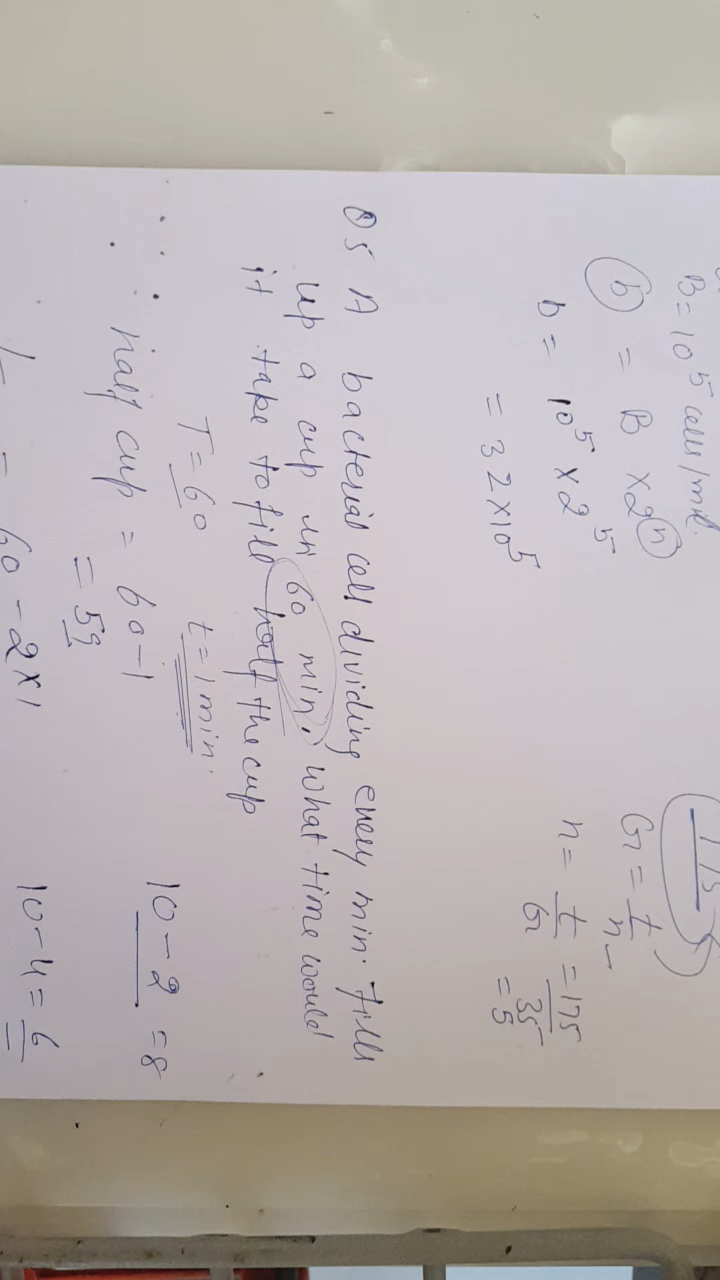 B = 10⁵ cells/ml.
b = B × 2ⁿ
b = 10⁵ × 2⁵
= 32 × 10⁵
175
G = t/n
n = t/G = 175/35
= 5
Q5 A bacterial cell dividing every min. fills
up a cup in 60 min, what time would
it take to fill half the cup
T = 60 t = 1 min.
half cup = 60 - 1
= 59
10 - 2 = 8
= 60 - 2 × 1
10 - 4 = 6